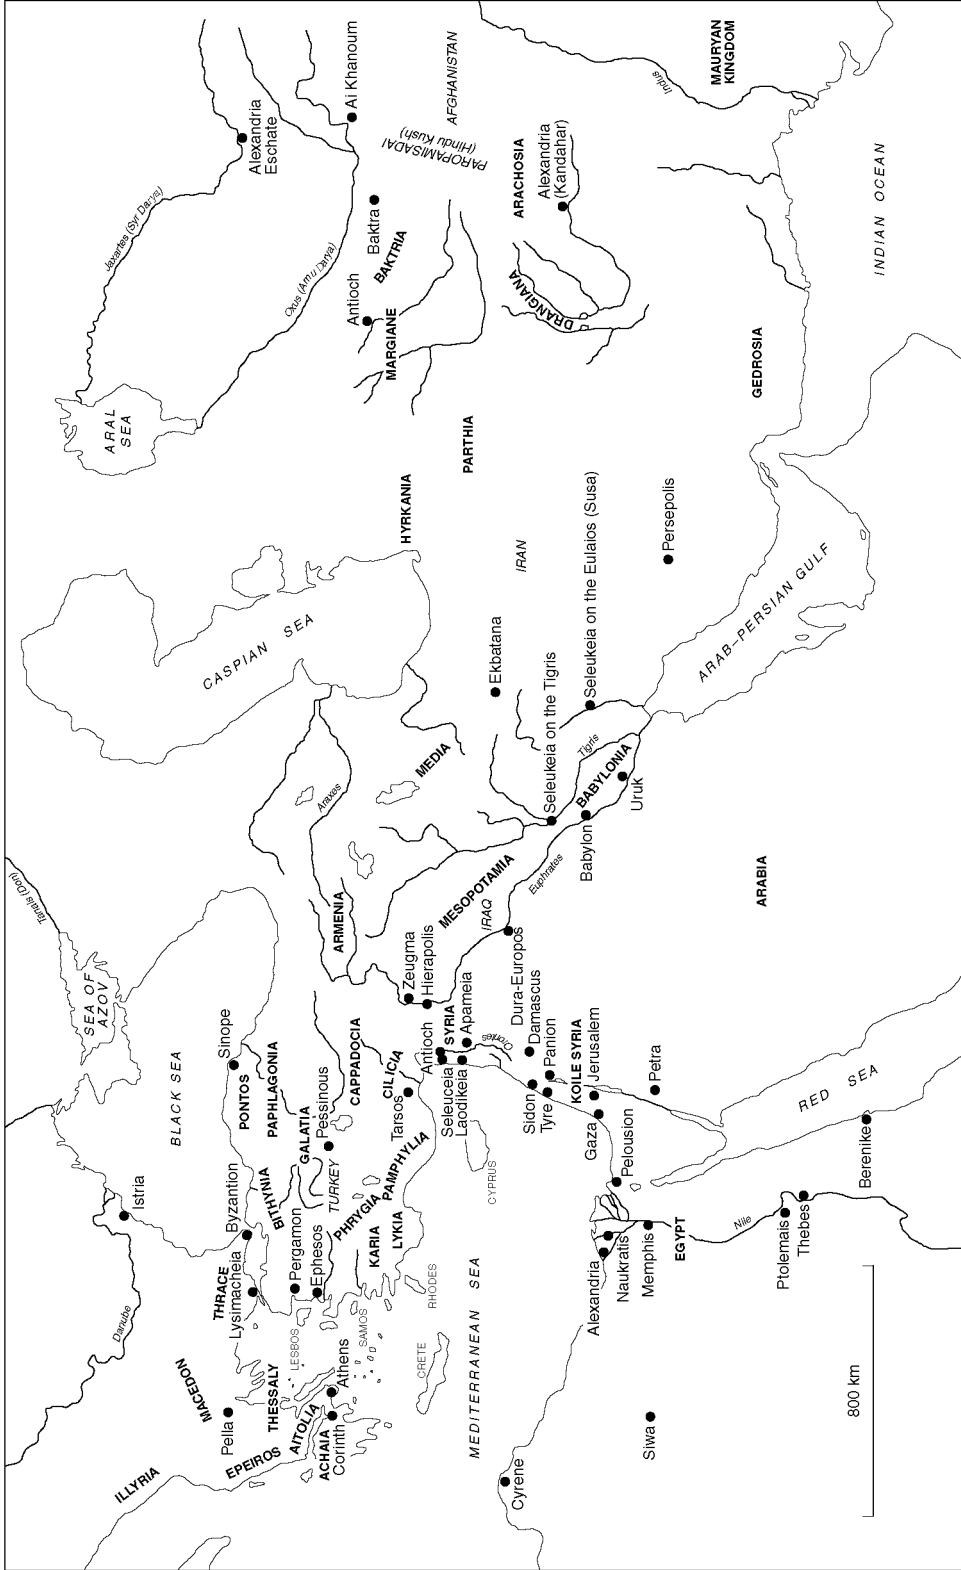 ILLYRIA
MACEDON
Pella
EPEIROS
THESSALY
AITOLIA
ACHAIA
Corinth
Athens
THRACE
Lysimacheia
Byzantion
Istria
Danube
LESBOS
SAMOS
RHODES
CRETE
CYPRUS
Pergamon
Ephesos
BITHYNIA
PHRYGIA
KARIA
LYKIA
PAMPHYLIA
TURKEY
GALATIA
Pessinous
PAPHLAGONIA
PONTOS
Sinope
BLACK SEA
SEA OF
AZOV
Tanais (Don)
CAPPADOCIA
CILICIA
Tarsos
ARMENIA
Araxes
CASPIAN SEA
ARAL
SEA
Jaxartes (Syr Darya)
Oxus (Amu Darya)
Alexandria
Eschate
Ai Khanoum
Baktra
BAKTRIA
Antioch
MARGIANE
AFGHANISTAN
PAROPAMISADAI
(Hindu Kush)
ARACHOSIA
Alexandria
(Kandahar)
DRANGIANA
Indus
MAURYAN
KINGDOM
INDIAN OCEAN
GEDROSIA
PARTHIA
HYRKANIA
IRAN
Persepolis
Ekbatana
MEDIA
Seleukeia on the Eulaios (Susa)
Seleukeia on the Tigris
Tigris
BABYLONIA
Babylon
Uruk
Euphrates
MESOPOTAMIA
IRAQ
ARAB–PERSIAN GULF
Zeugma
Hierapolis
Antioch
SYRIA
Seleuceia
Laodikeia
Apameia
Orontes
Dura-Europos
Damascus
Panion
Sidon
Tyre
KOILE SYRIA
Jerusalem
Gaza
Petra
Pelousion
ARABIA
RED SEA
MEDITERRANEAN SEA
Cyrene
Siwa
Alexandria
Naukratis
Memphis
EGYPT
Nile
Ptolemais
Thebes
Berenike
800 km